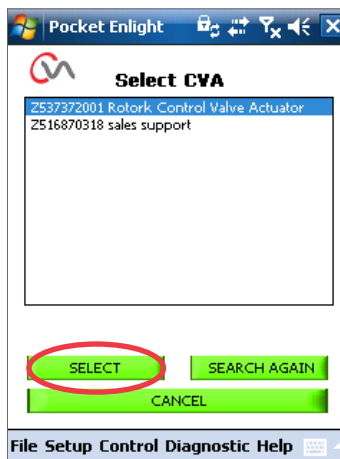 Pocket Enlight
Select CVA
Z537372001 Rotork Control Valve Actuator
Z516870318 sales support
SELECT
SEARCH AGAIN
CANCEL
File Setup Control Diagnostic Help